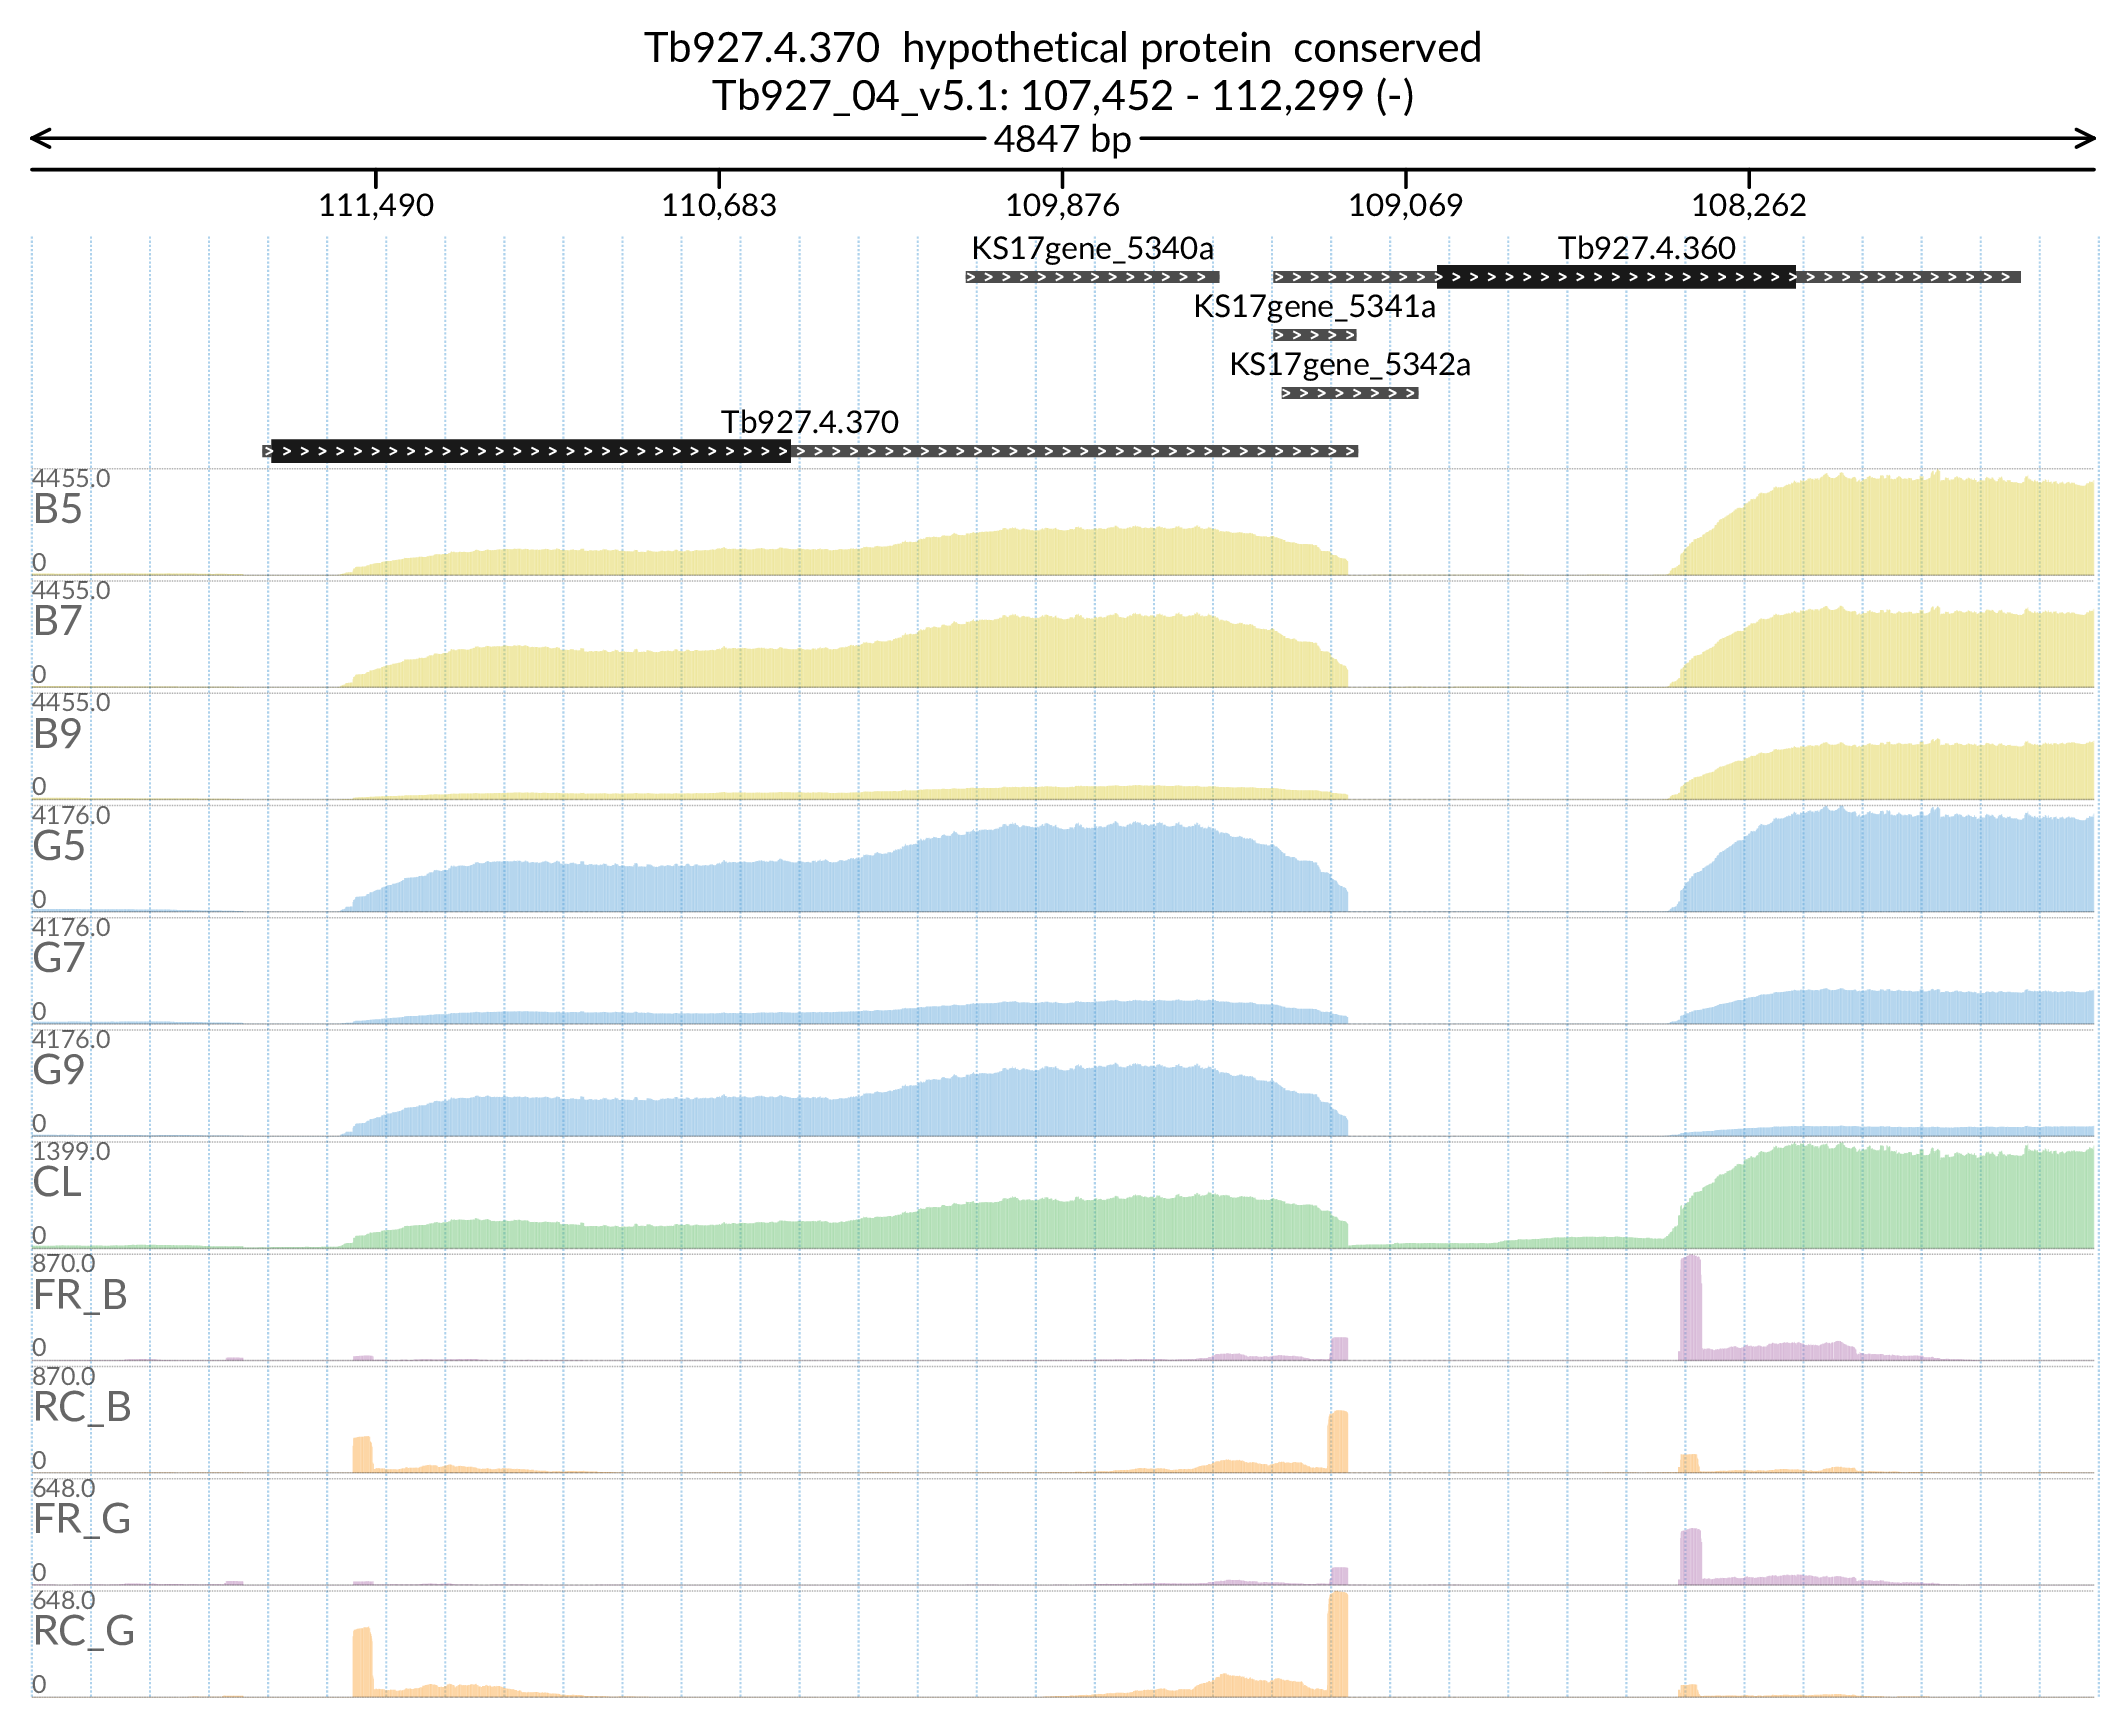 Tb927.4.370 hypothetical protein conserved
Tb927_04_v5.1: 107,452 - 112,299 (-)
4847 bp
111,490 110,683 109,876 109,069 108,262
KS17gene_5340a Tb927.4.360
KS17gene_5341a
KS17gene_5342a
Tb927.4.370
4455.0
B5
0
4455.0
B7
0
4455.0
B9
0
4176.0
G5
0
4176.0
G7
0
4176.0
G9
0
1399.0
CL
0
870.0
FR_B
0
870.0
RC_B
0
648.0
FR_G
0
648.0
RC_G
0